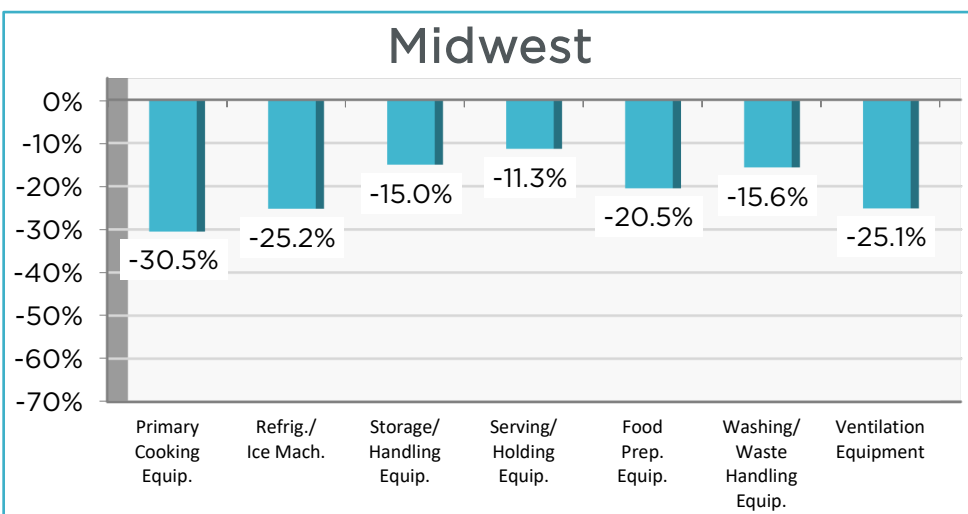 Midwest
0%
-10%
-20%
-30%
-40%
-50%
-60%
-70%
-30.5%
-25.2%
-15.0%
-11.3%
-20.5%
-15.6%
-25.1%
Primary
Cooking
Equip.
Refrig./
Ice Mach.
Storage/
Handling
Equip.
Serving/
Holding
Equip.
Food
Prep.
Equip.
Washing/
Waste
Handling
Equip.
Ventilation
Equipment